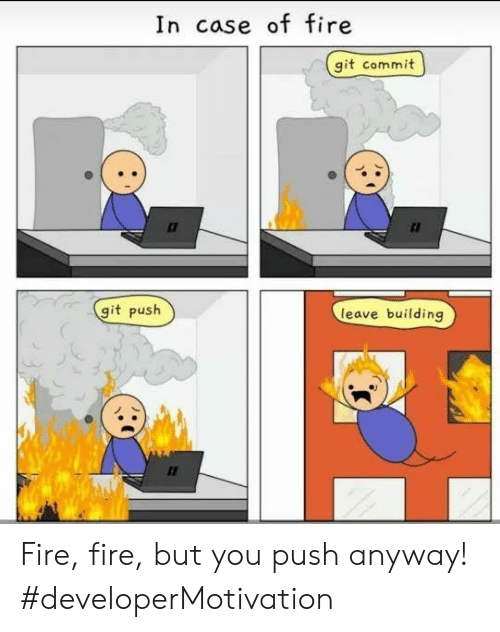 In case of fire
git commit
git push
leave building
Fire, fire, but you push anyway!
#developerMotivation